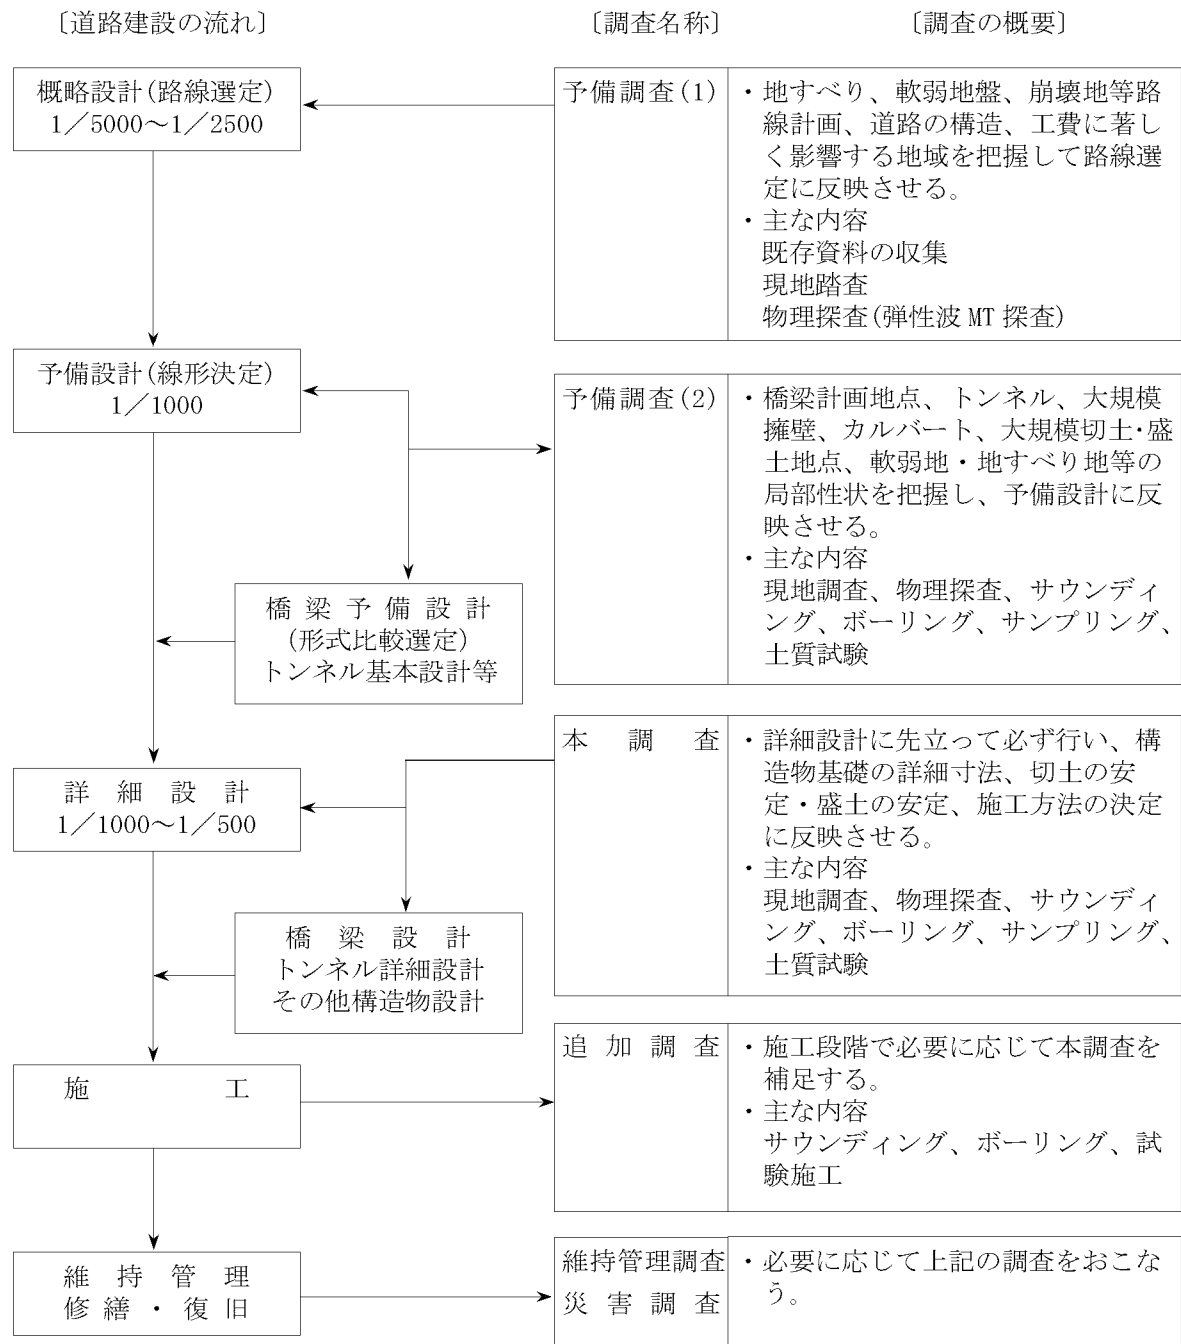 〔道路建設の流れ〕
〔調査名称〕
〔調査の概要〕
概略設計(路線選定)
1／5000～1／2500
予備調査(1)
・地すべり、軟弱地盤、崩壊地等路
線計画、道路の構造、工費に著し
く影響する地域を把握して路線選
定に反映させる。
・主な内容
既存資料の収集
現地踏査
物理探査(弾性波 MT 探査)
予備設計(線形決定)
1／1000
予備調査(2)
・橋梁計画地点、トンネル、大規模
擁壁、カルバート、大規模切土･盛
土地点、軟弱地・地すべり地等の
局部性状を把握し、予備設計に反
映させる。
・主な内容
現地調査、物理探査、サウンディ
ング、ボーリング、サンプリング、
土質試験
橋梁予備設計
(形式比較選定)
トンネル基本設計等
本調査
・詳細設計に先立って必ず行い、構
造物基礎の詳細寸法、切土の安
定・盛土の安定、施工方法の決定
に反映させる。
・主な内容
現地調査、物理探査、サウンディ
ング、ボーリング、サンプリング、
土質試験
詳細設計
1／1000～1／500
橋梁設計
トンネル詳細設計
その他構造物設計
施工
追加調査
・施工段階で必要に応じて本調査を
補足する。
・主な内容
サウンディング、ボーリング、試
験施工
維持管理
修繕・復旧
維持管理調査
災害調査
・必要に応じて上記の調査をおこな
う。